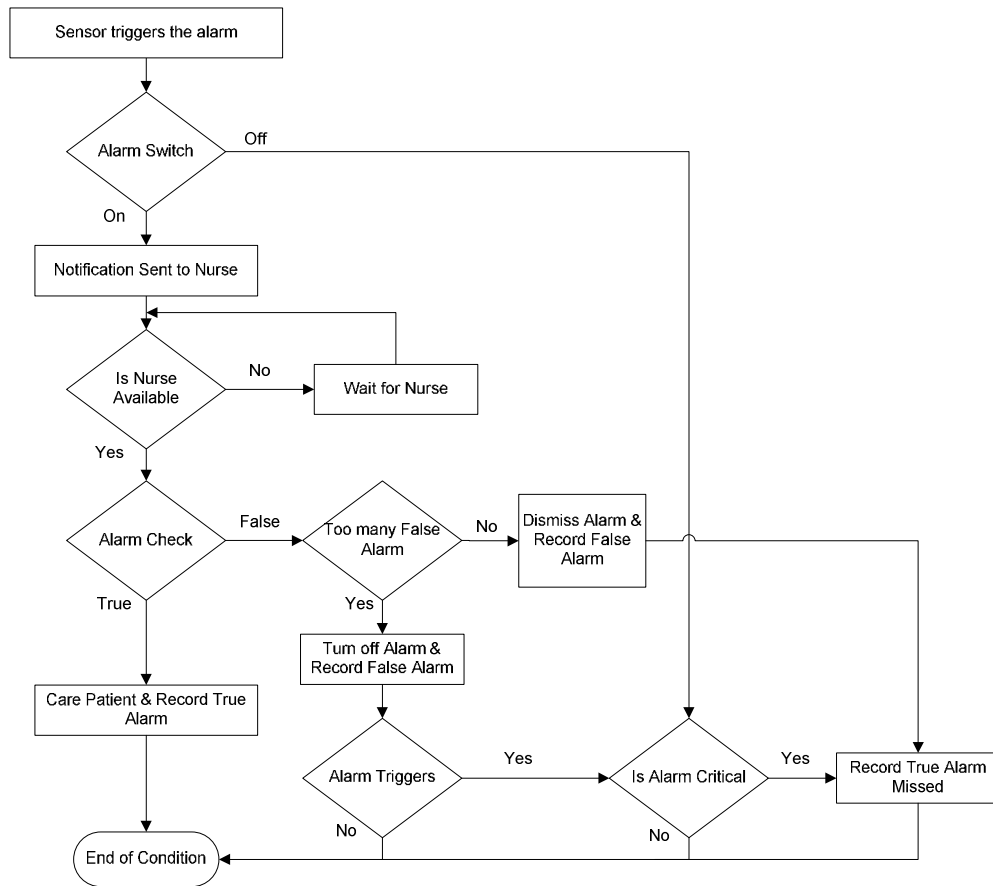 Sensor triggers the alarm
Off
Alarm Switch
On
Notification Sent to Nurse
Is Nurse
Available
No
Wait for Nurse
Yes
Alarm Check
False
Too many False
Alarm
No
Dismiss Alarm &
Record False
Alarm
True
Yes
Turn off Alarm &
Record False Alarm
Care Patient & Record True
Alarm
Alarm Triggers
Yes
Is Alarm Critical
Yes
Record True Alarm
Missed
No
No
End of Condition